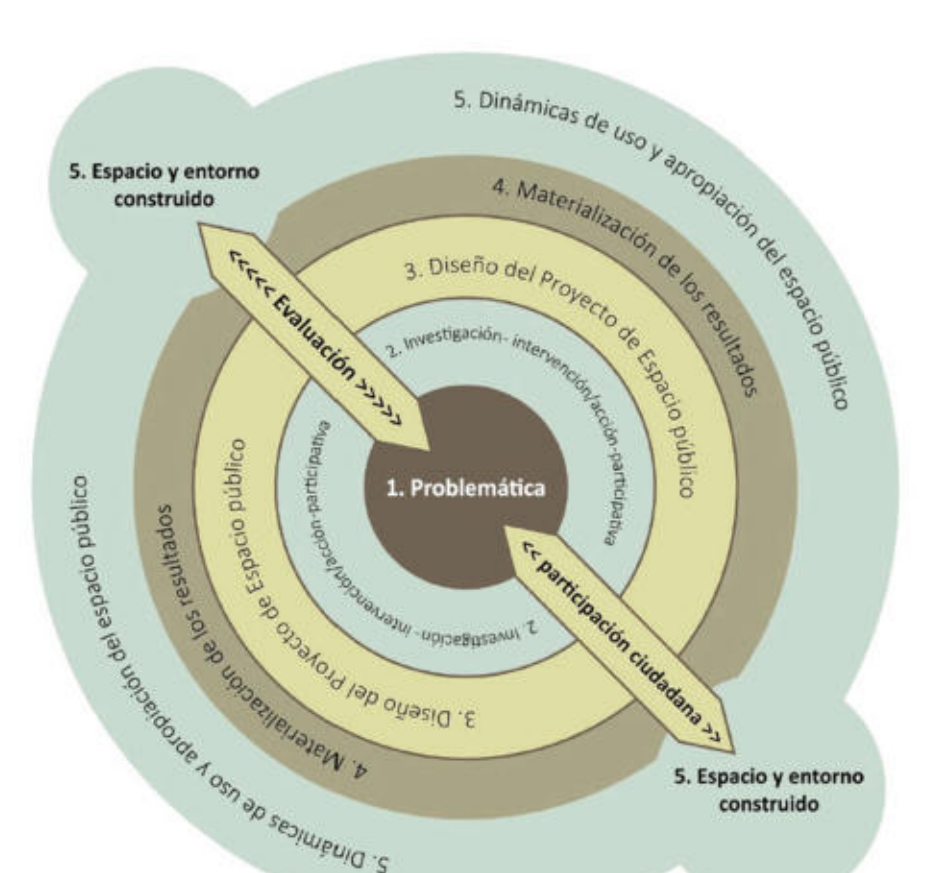 5. Dinámicas de uso y apropiación del espacio público
5. Espacio y entorno
construido
4. Materialización de los resultados
3. Diseño del Proyecto de Espacio público
<<<<< Evaluación >>>>>
2. Investigación- intervención/acción-participativa
1. Problemática
2. Investigación- intervención/acción-participativa
<< participación ciudadana >>
3. Diseño del Proyecto de Espacio público
4. Materialización de los resultados
5. Espacio y entorno
construido
5. Dinámicas de uso y apropiación del espacio público